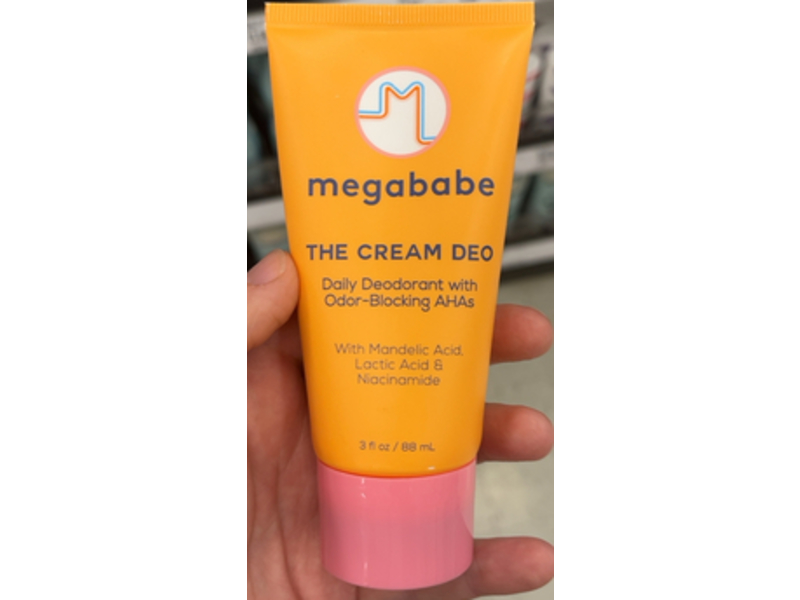 M
megababe
THE CREAM DEO
Daily Deodorant with
Odor-Blocking AHAs
With Mandelic Acid,
Lactic Acid &
Niacinamide
3 fl oz / 88 mL